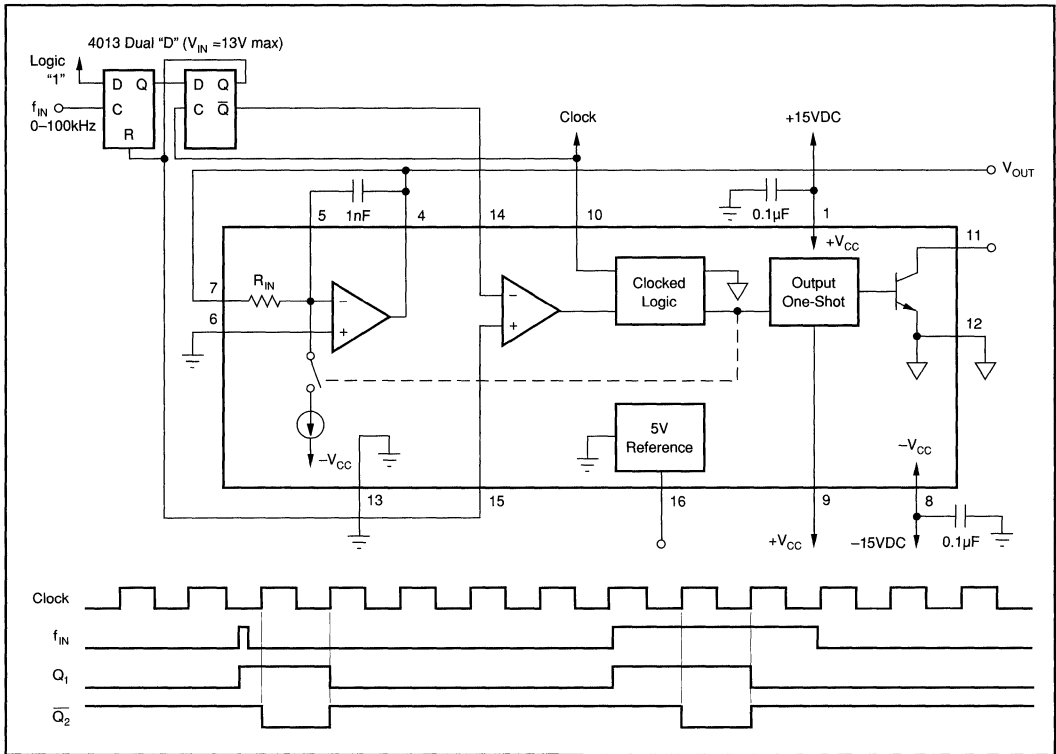 4013 Dual “D” (V_IN =13V max)
Logic
“1”
D Q
C
R
D Q
C Q̅
f_IN
0–100kHz
Clock
+15VDC
V_OUT
1nF
0.1µF
5
4
14
10
1
+V_CC
11
7
R_IN
–
+
6
–
+
Clocked
Logic
Output
One-Shot
12
–V_CC
5V
Reference
–V_CC
13
15
16
9
8
+V_CC
–15VDC
0.1µF
Clock
f_IN
Q₁
Q̅₂